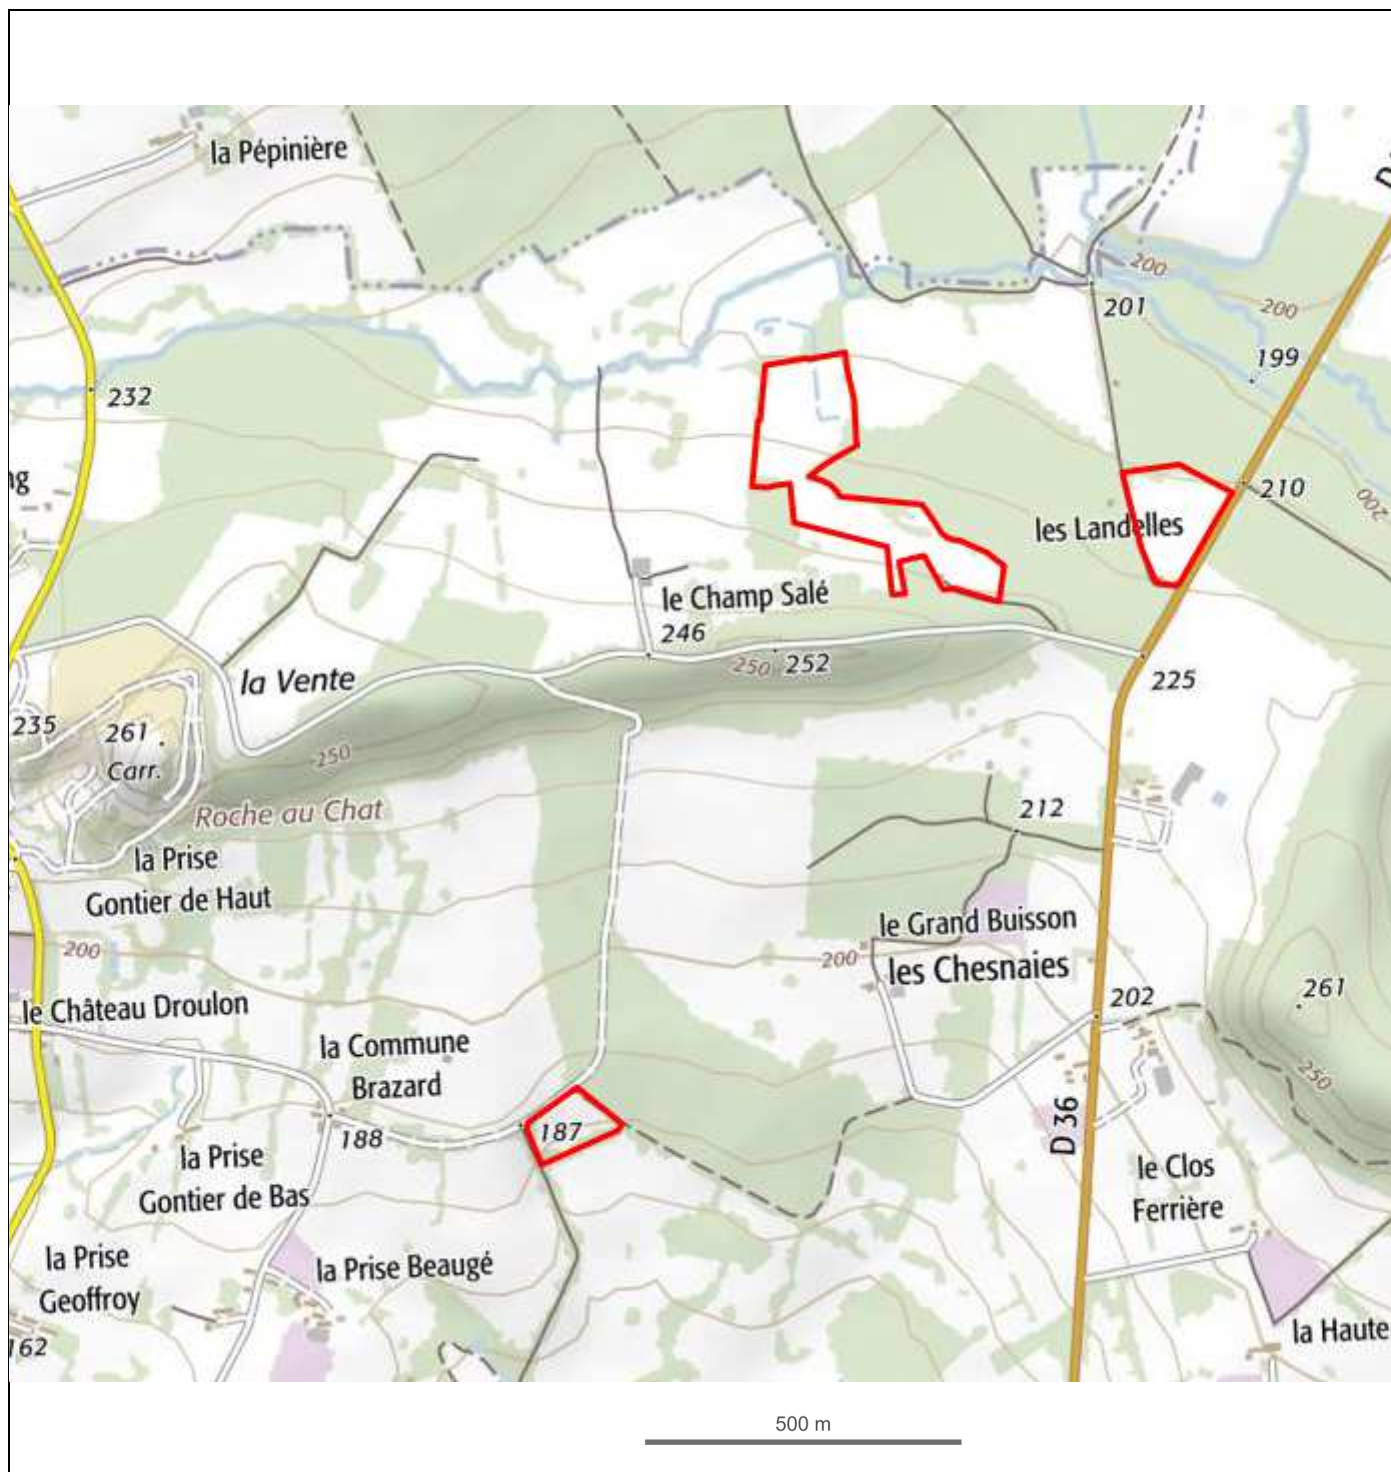 la Pépinière
D
200
201
200
199
232
210
200
les Landelles
le Champ Salé
246
250
252
225
la Vente
235
261
Carr.
250
Roche au Chat
212
la Prise
Gontier de Haut
le Grand Buisson
200
200
les Chesnaies
le Château Droulon
202
261
la Commune
Brazard
250
187
188
D 36
la Prise
Gontier de Bas
le Clos
Ferrière
la Prise
Geoffroy
la Prise Beaugé
la Haute
162
500 m